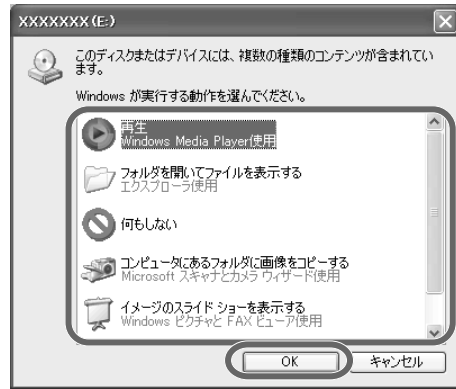 XXXXXXX (E:)
このディスクまたはデバイスには、複数の種類のコンテンツが含まれてい
ます。
Windows が実行する動作を選んでください。
再生
Windows Media Player使用
フォルダを開いてファイルを表示する
エクスプローラ使用
何もしない
コンピュータにあるフォルダに画像をコピーする
Microsoft スキャナとカメラ ウィザード使用
イメージのスライド ショーを表示する
Windows ピクチャと FAX ビューア使用
OK
キャンセル